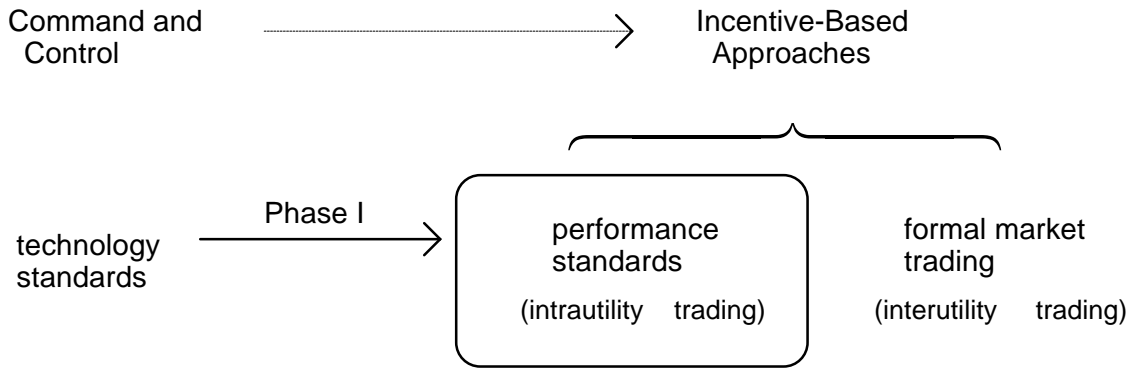 Command and
Control
Incentive-Based
Approaches
Phase I
technology
standards
performance
standards
(intrautility trading)
formal market
trading
(interutility trading)